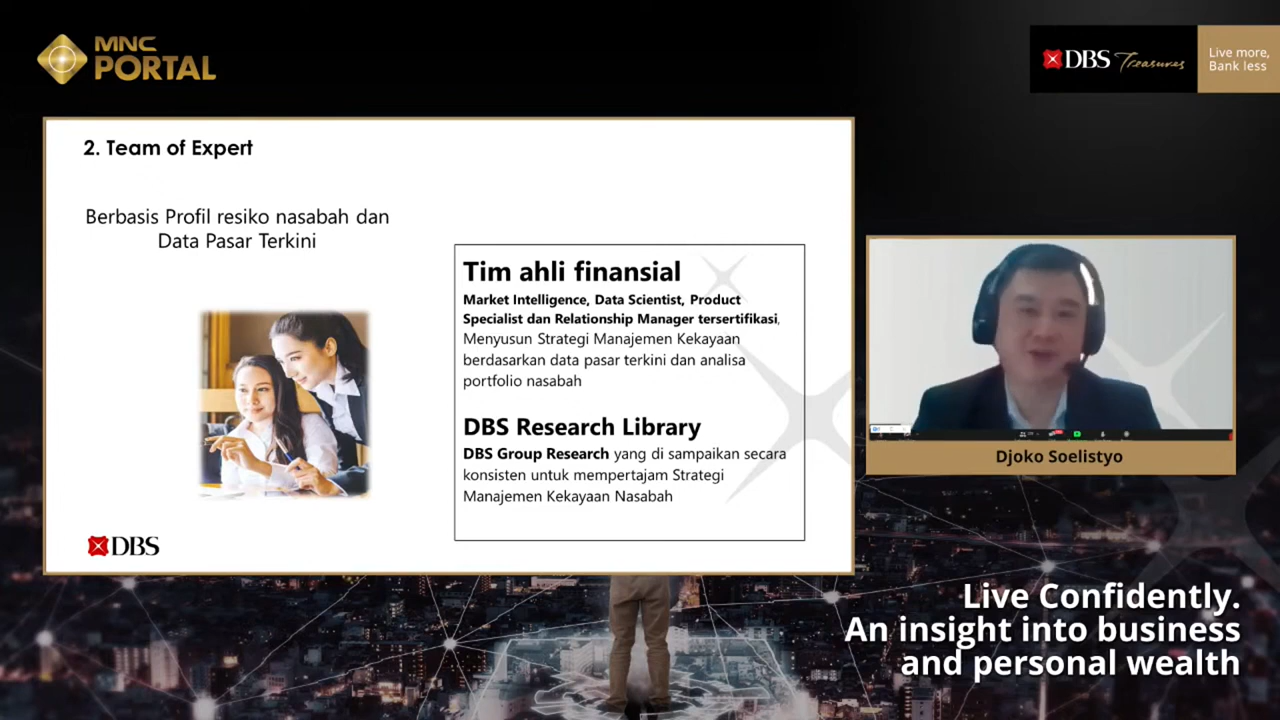 MNC
PORTAL
DBS Treasures
Live more,
Bank less
2. Team of Expert
Berbasis Profil resiko nasabah dan
Data Pasar Terkini
Tim ahli finansial
Market Intelligence, Data Scientist, Product
Specialist dan Relationship Manager tersertifikasi,
Menyusun Strategi Manajemen Kekayaan
berdasarkan data pasar terkini dan analisa
portfolio nasabah
DBS Research Library
DBS Group Research yang di sampaikan secara
konsisten untuk mempertajam Strategi
Manajemen Kekayaan Nasabah
DBS
Djoko Soelistyo
Live Confidently.
An insight into business
and personal wealth